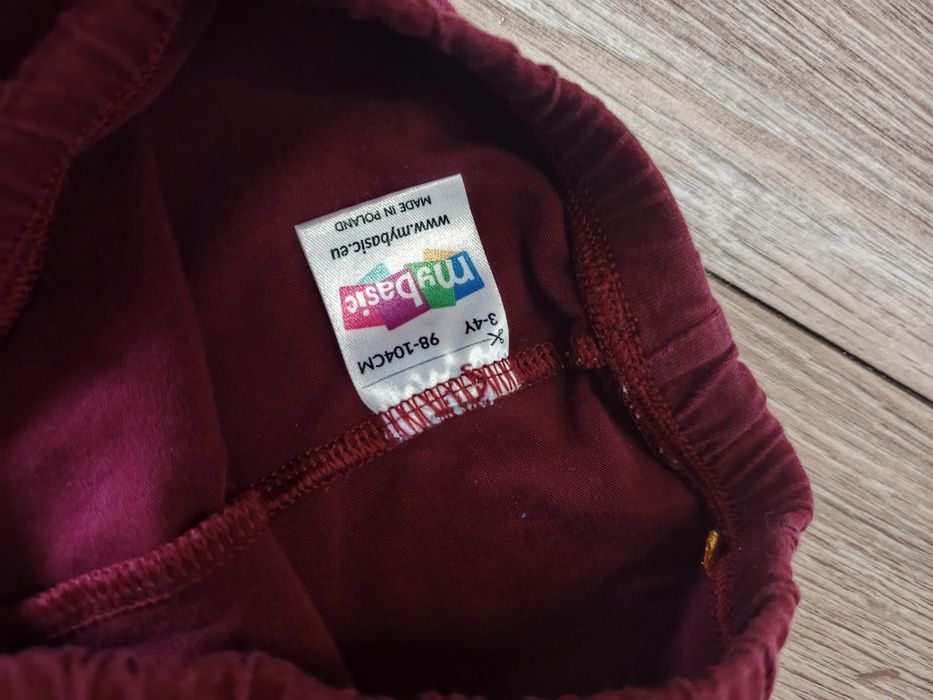 3-4Y 98-104CM
mybasic
www.mybasic.eu
MADE IN POLAND